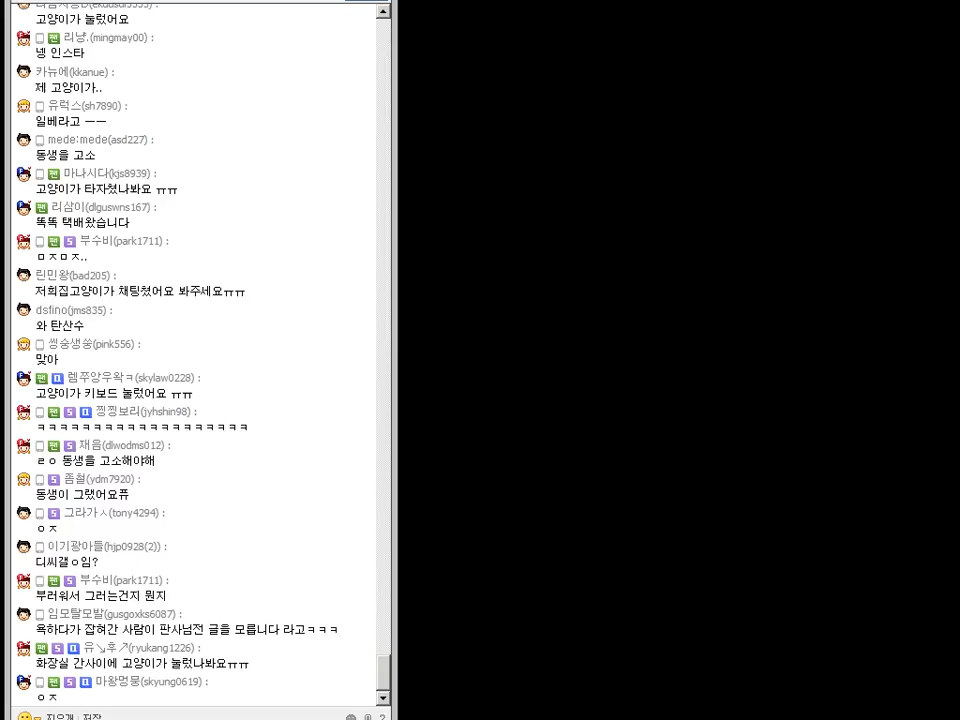 고양이가 눌렀어요
팬 리냥.(mingmay00) :
넹 인스타
카뉴에(kkanue) :
제 고양이가..
유럭스(sh7890) :
일베라고 ㅡㅡ
mede:mede(asd227) :
동생을 고소
팬 마나시다(kjs8939) :
고양이가 타자쳤나봐요 ㅠㅠ
팬 리삼이(dlguswns167) :
똑똑 택배왔습니다
팬 S 부수비(park1711) :
ㅁㅈㅁㅈ..
린민왕(bad205) :
저희집고양이가 채팅쳤어요 봐주세요ㅠㅠ
dsfino(jms835) :
와 탄산수
씽숭생쑹(pink556) :
맞아
팬 렘쭈앙우왁ㅋ(skylaw0228) :
고양이가 키보드 눌렀어요 ㅠㅠ
팬 S 찡찡보리(jyhshin98) :
ㅋㅋㅋㅋㅋㅋㅋㅋㅋㅋㅋㅋㅋㅋㅋㅋㅋㅋㅋ
팬 S 재음(dlwodms012) :
ㄹㅇ 동생을 고소해야해
S 좀철(ydm7920) :
동생이 그랬어요퓨
S 그라가ㅅ(tony4294) :
ㅇㅈ
이기광아들(hjp0928(2)) :
디씨갤ㅇ임?
팬 S 부수비(park1711) :
부러워서 그러는건지 뭔지
임모탈모발(gusgoxks6087) :
욕하다가 잡혀간 사람이 판사님전 글을 모릅니다 라고ㅋㅋㅋ
팬 S 유↘후↗(ryukang1226) :
화장실 간사이에 고양이가 눌렀나봐요ㅠㅠ
팬 S 마왕멍뭉(skyung0619) :
ㅇㅈ